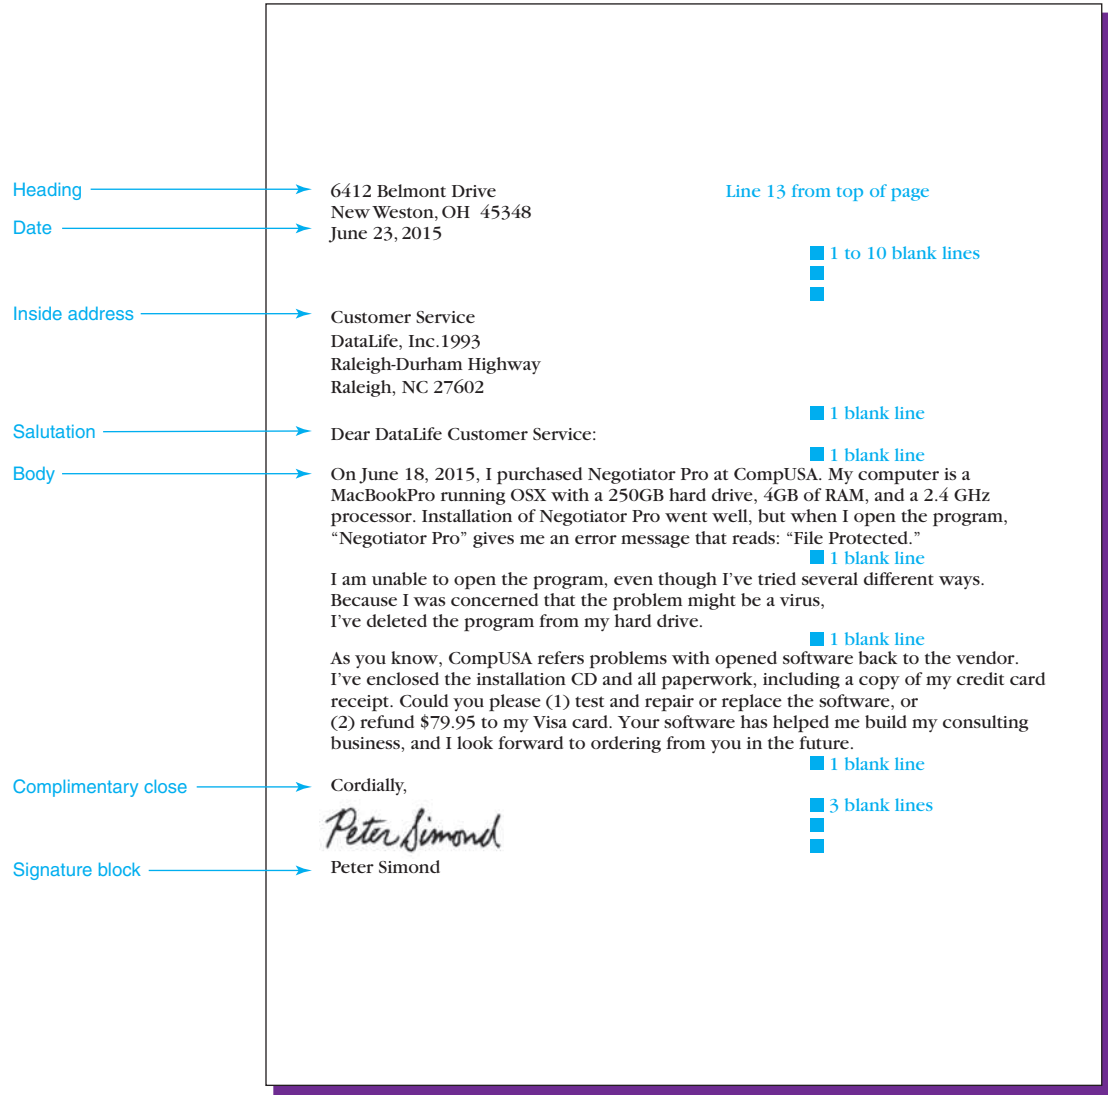 Heading
6412 Belmont Drive
Line 13 from top of page
New Weston, OH 45348
Date
June 23, 2015
1 to 10 blank lines
Inside address
Customer Service
DataLife, Inc.1993
Raleigh-Durham Highway
Raleigh, NC 27602
1 blank line
Salutation
Dear DataLife Customer Service:
1 blank line
Body
On June 18, 2015, I purchased Negotiator Pro at CompUSA. My computer is a
MacBookPro running OSX with a 250GB hard drive, 4GB of RAM, and a 2.4 GHz
processor. Installation of Negotiator Pro went well, but when I open the program,
“Negotiator Pro” gives me an error message that reads: “File Protected.”
1 blank line
I am unable to open the program, even though I’ve tried several different ways.
Because I was concerned that the problem might be a virus,
I’ve deleted the program from my hard drive.
1 blank line
As you know, CompUSA refers problems with opened software back to the vendor.
I’ve enclosed the installation CD and all paperwork, including a copy of my credit card
receipt. Could you please (1) test and repair or replace the software, or
(2) refund $79.95 to my Visa card. Your software has helped me build my consulting
business, and I look forward to ordering from you in the future.
1 blank line
Complimentary close
Cordially,
3 blank lines
Peter Simond
Signature block
Peter Simond